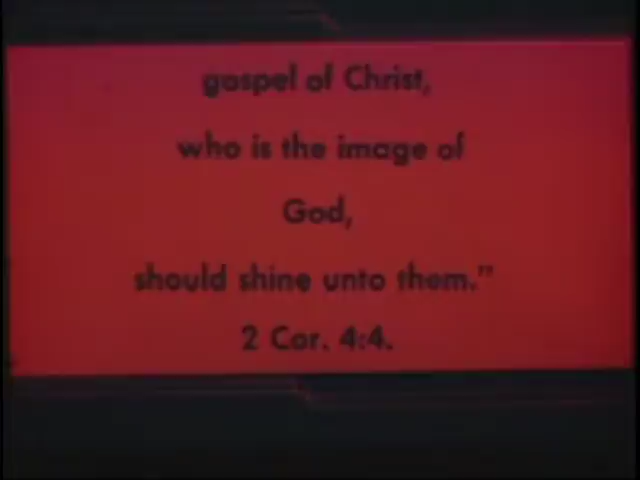 gospel of Christ,
who is the image of
God,
should shine unto them."
2 Cor. 4:4.